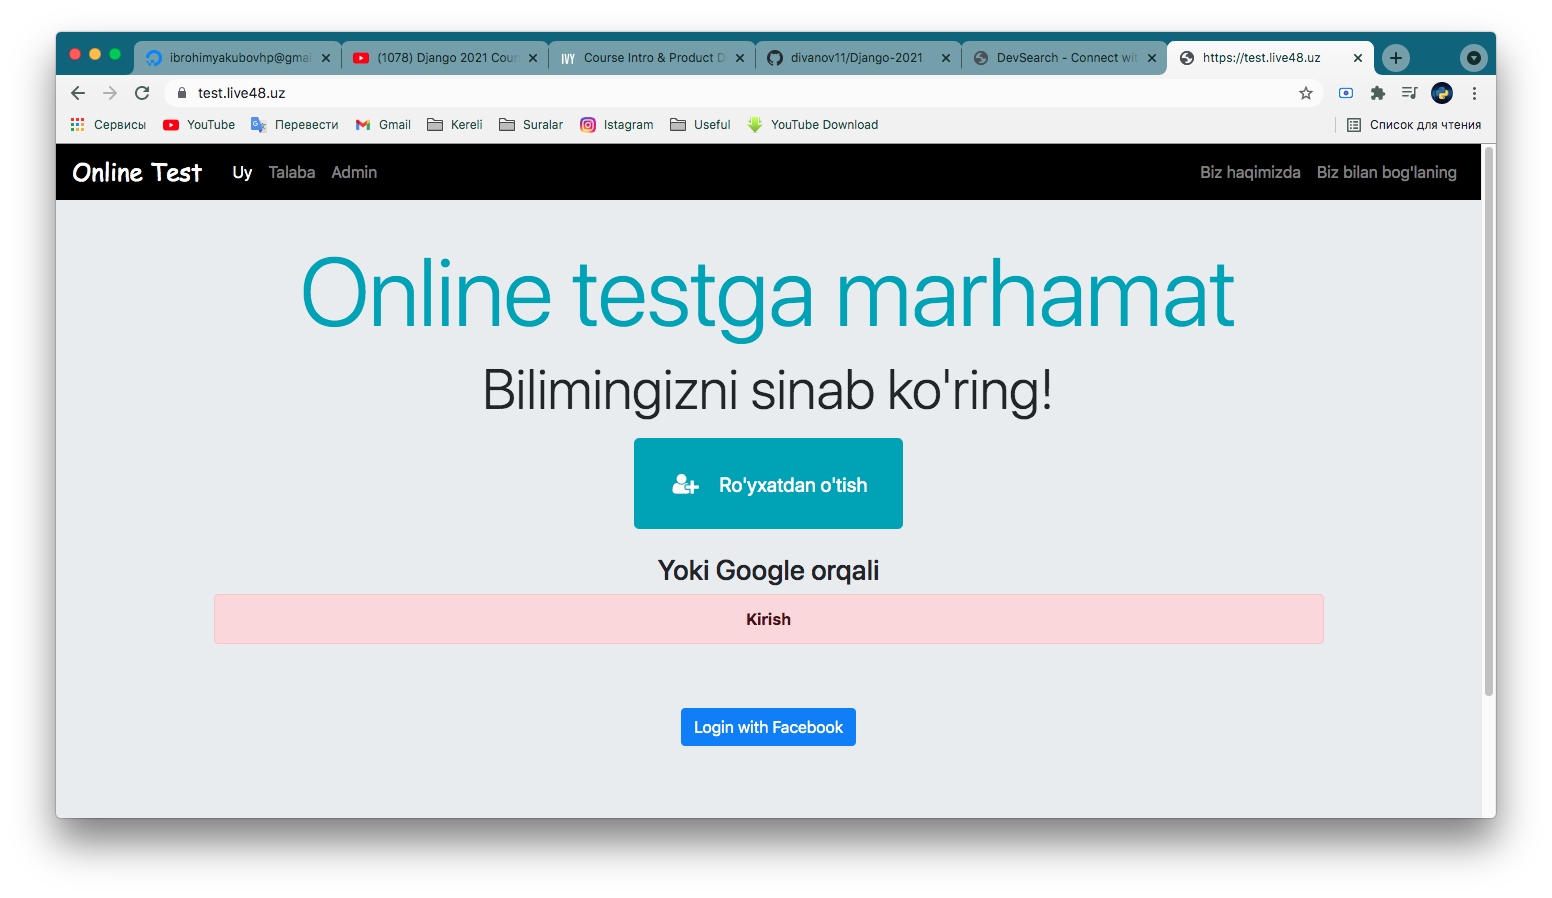 ibrohimyakubovhp@gmai
(1078) Django 2021 Cour
IVY Course Intro & Product D
divanov11/Django-2021
DevSearch - Connect wit
https://test.live48.uz
test.live48.uz
Сервисы YouTube Перевести Gmail Kereli Suralar Istagram Useful YouTube Download Список для чтения
Online Test Uy Talaba Admin Biz haqimizda Biz bilan bog'laning
Online testga marhamat
Bilimingizni sinab ko'ring!
Ro'yxatdan o'tish
Yoki Google orqali
Kirish
Login with Facebook